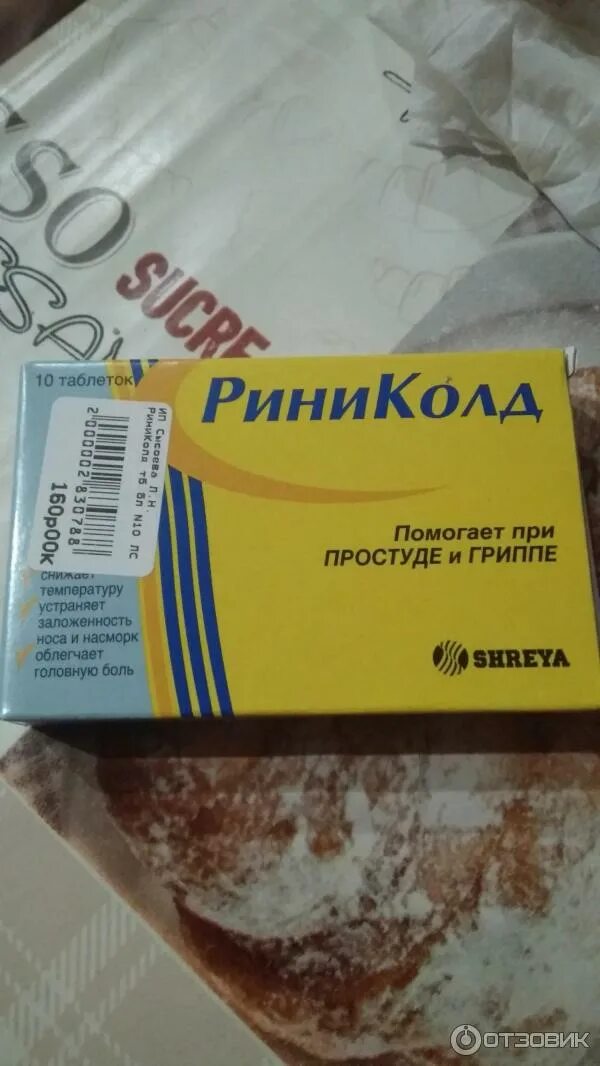 SO
SUCRE
10 таблеток
РиниКолд
ИП Сысоева Л.Н.
РиниКолд тб бл N10 ЛС
2000002830788
160р00к
Помогает при
ПРОСТУДЕ и ГРИППЕ
снижает
температуру
устраняет
заложенность
носа и насморк
облегчает
головную боль
SHREYA
ОТЗОВИК